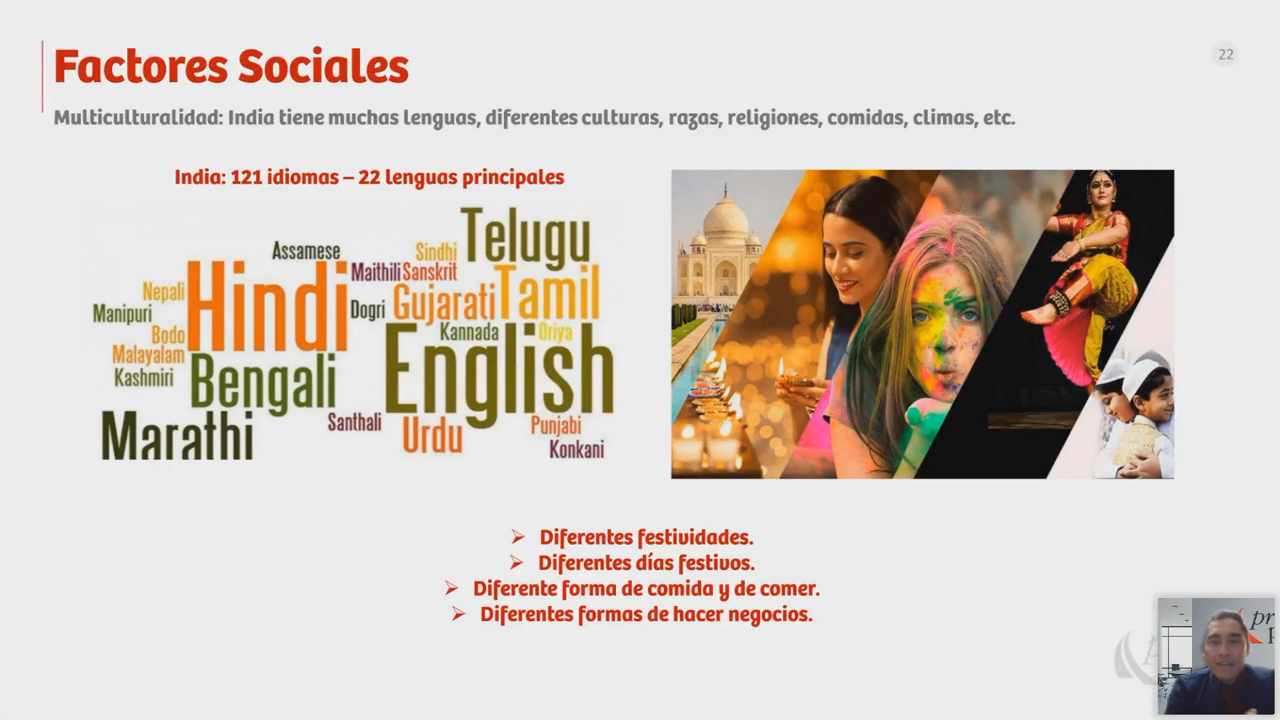 Factores Sociales
22
Multiculturalidad: India tiene muchas lenguas, diferentes culturas, razas, religiones, comidas, climas, etc.
India: 121 idiomas – 22 lenguas principales
Telugu
Assamese
Sindhi
Maithili
Sanskrit
Tamil
Hindi
Nepali
Manipuri
Dogri
Gujarati
Bodo
Kannada
Oriya
Malayalam
English
Kashmiri
Bengali
Marathi
Santhali
Urdu
Punjabi
Konkani
➢ Diferentes festividades.
➢ Diferentes días festivos.
➢ Diferente forma de comida y de comer.
➢ Diferentes formas de hacer negocios.